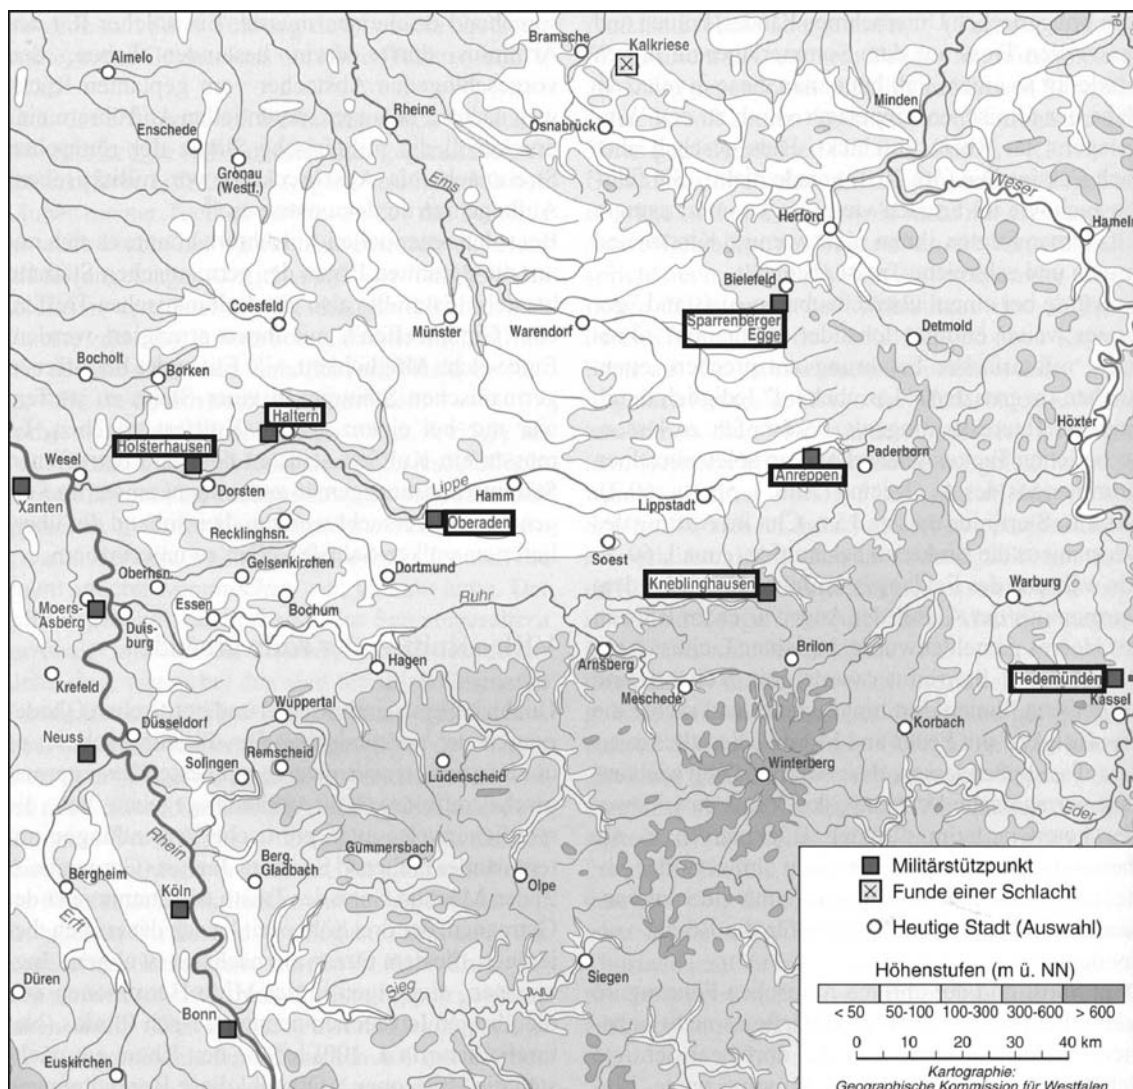 Bramsche
Kalkriese
Almelo
Rheine
Minden
Enschede
Osnabrück
Gronau
(Westf.)
Ems
Weser
Herford
Hameln
Bielefeld
Coesfeld
Münster
Warendorf
Sparrenberger
Egge
Detmold
Bocholt
Borken
Haltern
Höxter
Holsterhausen
Wesel
Lippe
Hamm
Anreppen
Paderborn
Xanten
Dorsten
Oberaden
Lippstadt
Recklinghsn.
Soest
Oberhsn.
Gelsenkirchen
Dortmund
Kneblinghausen
Warburg
Moers-
Asberg
Essen
Bochum
Ruhr
Duis-
burg
Hagen
Arnsberg
Brilon
Krefeld
Meschede
Hedemünden
Kassel
Wuppertal
Düsseldorf
Korbach
Neuss
Remscheid
Solingen
Lüdenscheid
Winterberg
Eder
Rhein
Gummersbach
Bergheim
Berg.
Gladbach
Olpe
Köln
Erft
Siegen
Düren
Sieg
Bonn
Euskirchen
Militärstützpunkt
Funde einer Schlacht
Heutige Stadt (Auswahl)
Höhenstufen (m ü. NN)
< 50 50-100 100-300 300-600 > 600
0 10 20 30 40 km
Kartographie:
Geographische Kommission für Westfalen